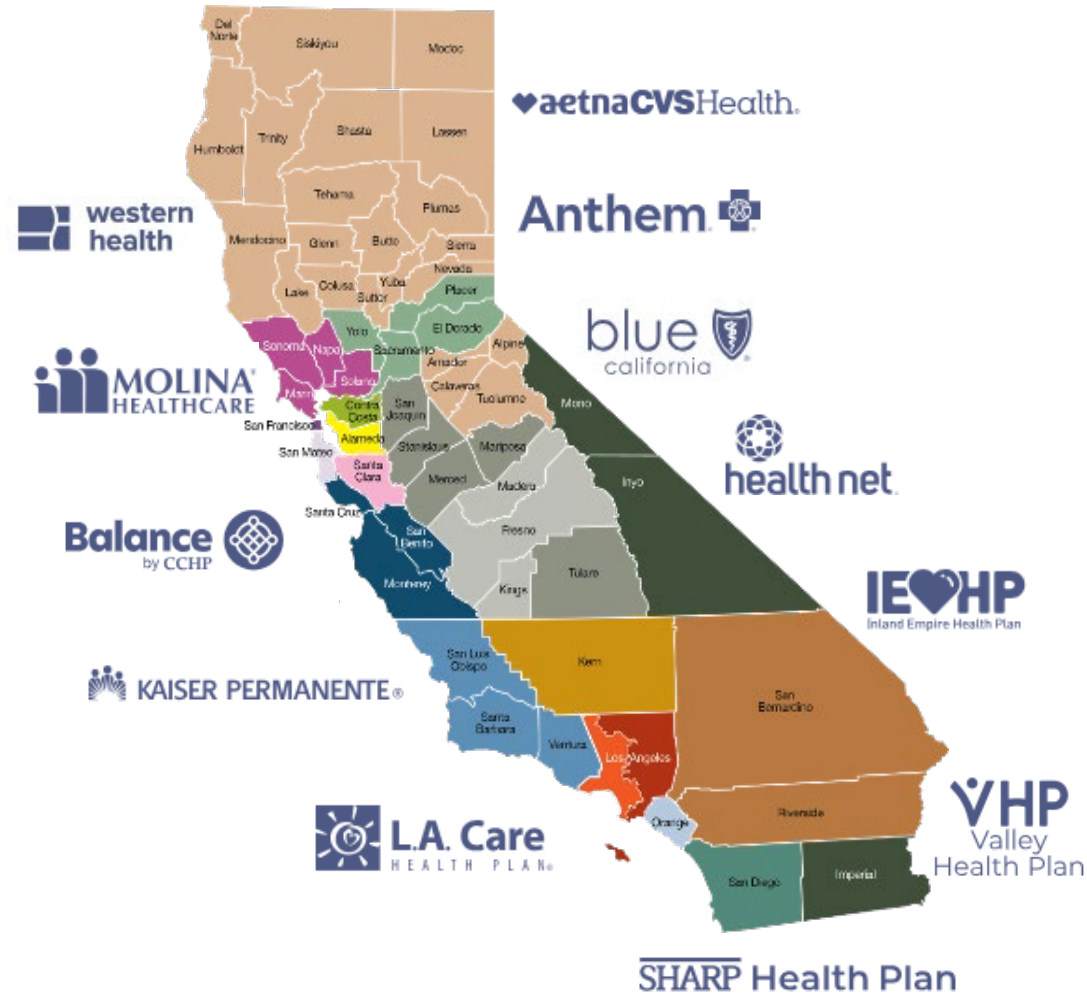 Del
Norte
Siskiyou
Modoc
aetnaCVSHealth®
Humboldt
Trinity
Shasta
Lassen
western
health
Tehama
Plumas
Anthem
Mendocino
Glenn
Butte
Sierra
Nevada
Lake
Colusa
Yuba
Sutter
Placer
Yolo
El Dorado
Sacramento
Alpine
blue
california
Sonoma
Napa
Solano
Amador
MOLINA®
HEALTHCARE
Marin
Calaveras
Tuolumne
Mono
Contra
Costa
San
Joaquin
San Francisco
Alameda
Stanislaus
Mariposa
San Mateo
Santa
Clara
Merced
Madera
Inyo
health net
Santa Cruz
San
Benito
Fresno
Balance
by CCHP
Monterey
Kings
Tulare
IEHP
Inland Empire Health Plan
San Luis
Obispo
Kern
KAISER PERMANENTE®
San
Bernardino
Santa
Barbara
Ventura
Los Angeles
Orange
Riverside
VHP
Valley
Health Plan
L.A. Care
HEALTH PLAN®
San Diego
Imperial
SHARP Health Plan